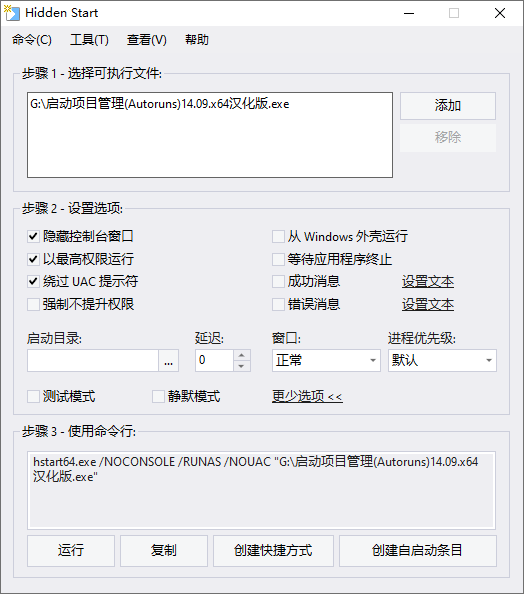 Hidden Start
命令(C) 工具(T) 查看(V) 帮助
步骤 1 - 选择可执行文件:
G:\启动项目管理(Autoruns)14.09.x64汉化版.exe
添加
移除
步骤 2 - 设置选项:
隐藏控制台窗口 从 Windows 外壳运行
以最高权限运行 等待应用程序终止
绕过 UAC 提示符 成功消息 设置文本
强制不提升权限 错误消息 设置文本
启动目录: 延迟: 窗口: 进程优先级:
... 0 正常 默认
测试模式 静默模式 更少选项 <<
步骤 3 - 使用命令行:
hstart64.exe /NOCONSOLE /RUNAS /NOUAC "G:\启动项目管理(Autoruns)14.09.x64
汉化版.exe"
运行 复制 创建快捷方式 创建自启动条目